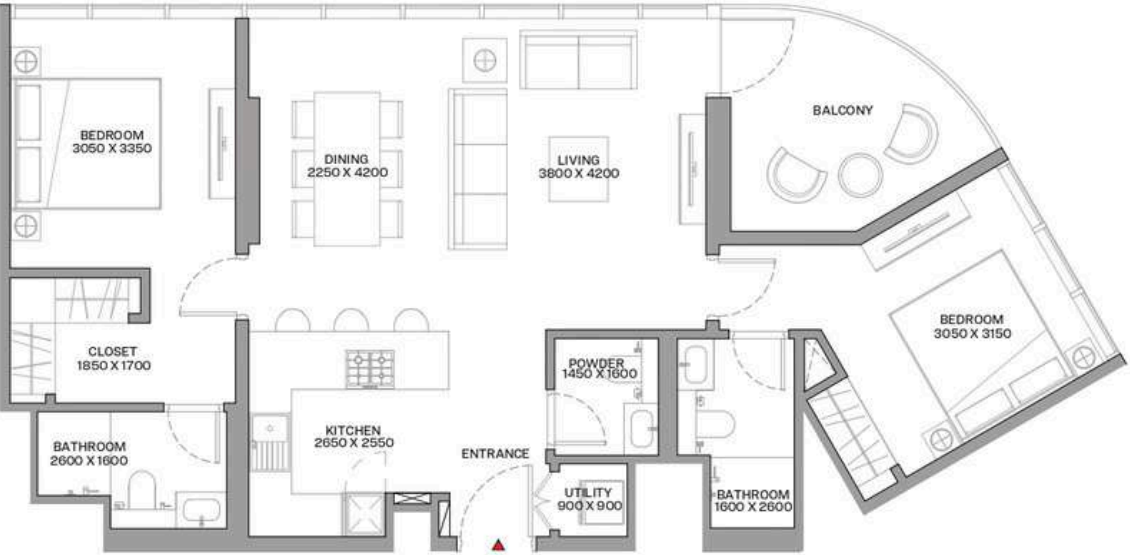 BALCONY
BEDROOM
3050 X 3350
DINING
2250 X 4200
LIVING
3800 X 4200
BEDROOM
3050 X 3150
CLOSET
1850 X 1700
POWDER
1450 X 1600
KITCHEN
2650 X 2550
BATHROOM
2600 X 1600
ENTRANCE
UTILITY
900 X 900
BATHROOM
1600 X 2600